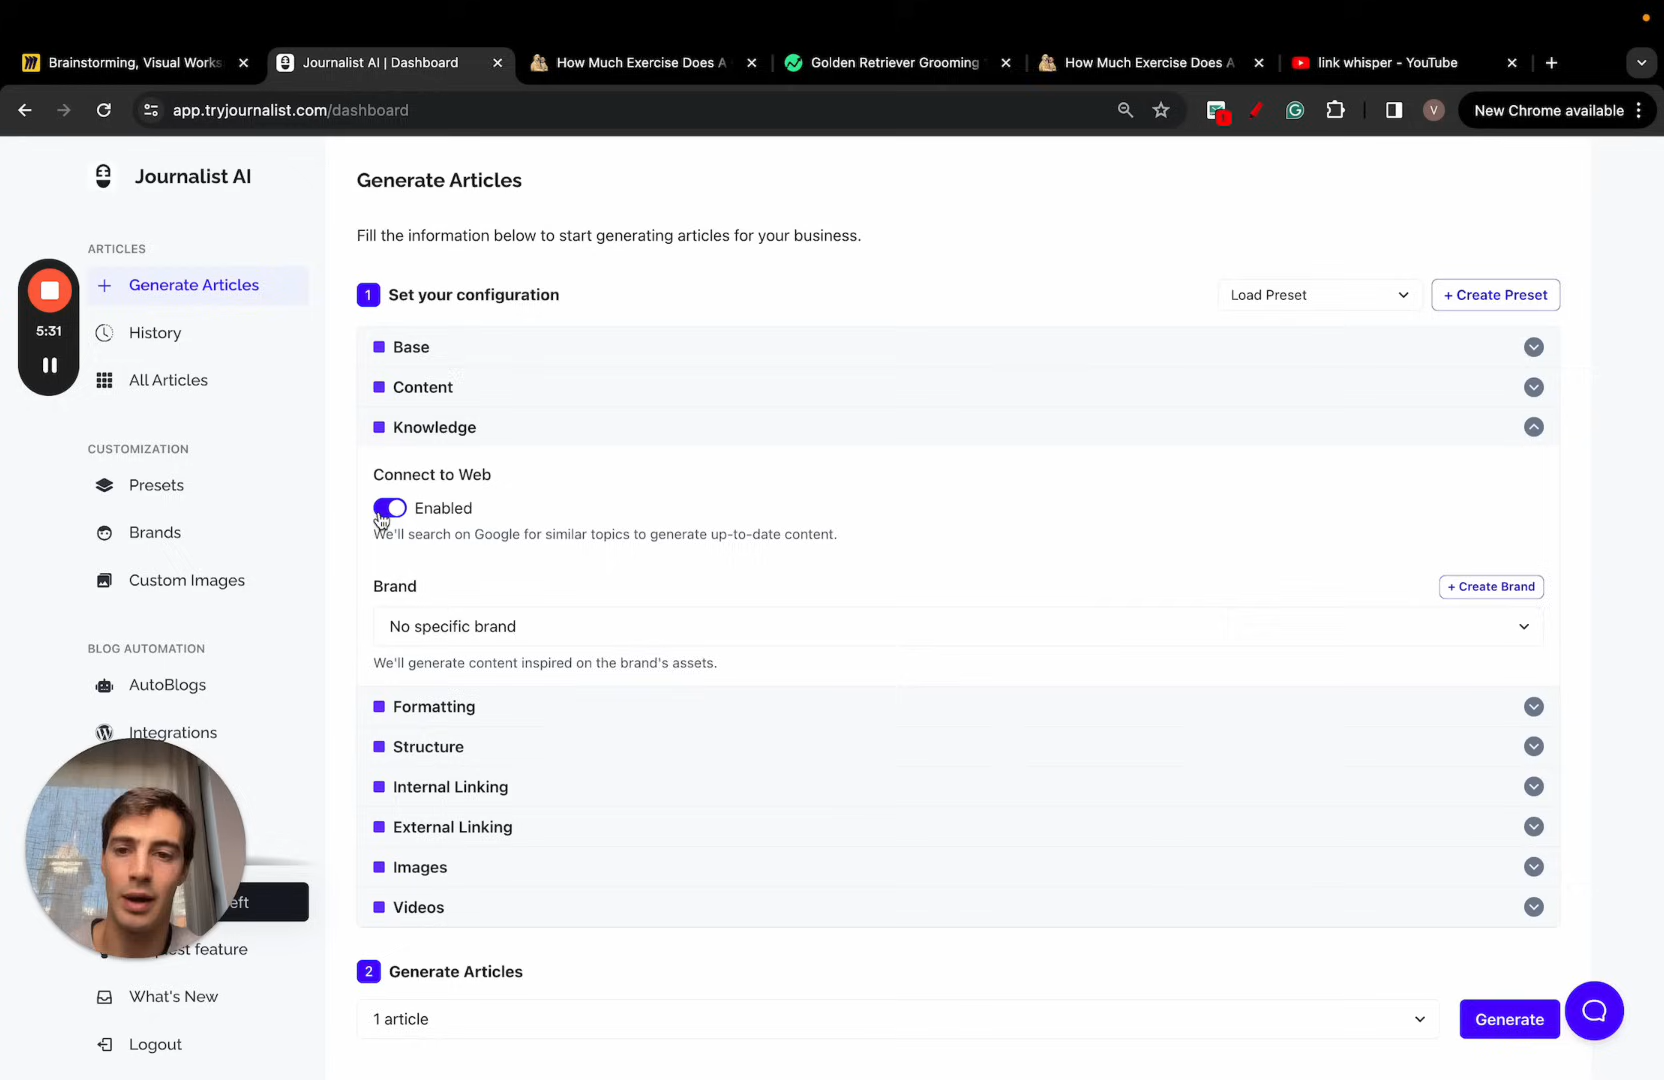 Brainstorming, Visual Works
Journalist AI | Dashboard
How Much Exercise Does A
Golden Retriever Grooming
How Much Exercise Does A
link whisper - YouTube
app.tryjournalist.com/dashboard
1
V
New Chrome available
Journalist AI
ARTICLES
Generate Articles
History
All Articles
CUSTOMIZATION
Presets
Brands
Custom Images
BLOG AUTOMATION
AutoBlogs
Integrations
eft
feature
What's New
Logout
5:31
Generate Articles
Fill the information below to start generating articles for your business.
1 Set your configuration
Load Preset
+ Create Preset
Base
Content
Knowledge
Connect to Web
Enabled
We'll search on Google for similar topics to generate up-to-date content.
Brand
+ Create Brand
No specific brand
We'll generate content inspired on the brand's assets.
Formatting
Structure
Internal Linking
External Linking
Images
Videos
2 Generate Articles
1 article
Generate